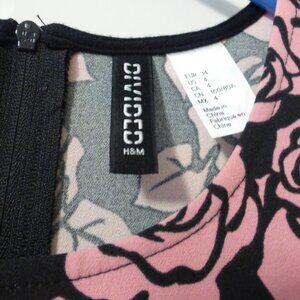 DIVIDED
H&M
EUR 34
US 4
CA 4
CN 160/80A
MX 4
Made in
China
Fabriqué en
Chine